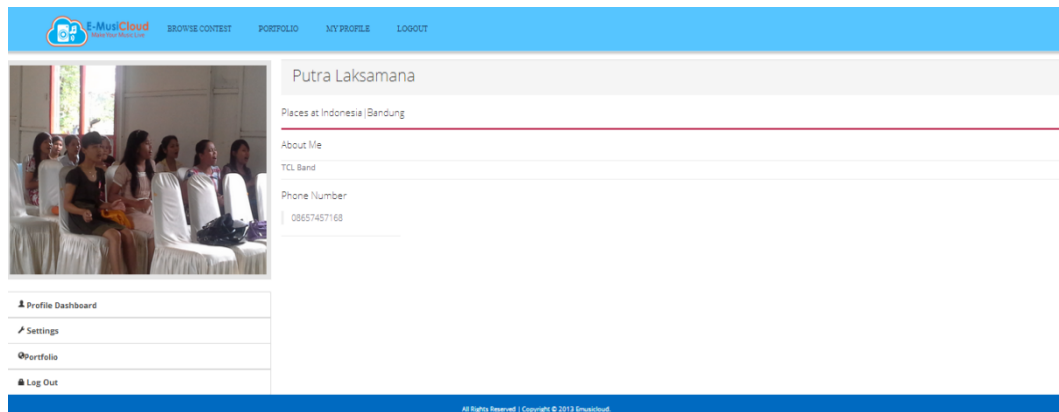 E-MusiCloud
Make Your Music Live
BROWSE CONTEST PORTFOLIO MY PROFILE LOGOUT
Putra Laksamana
Places at Indonesia|Bandung
About Me
TCL Band
Phone Number
08657457168
Profile Dashboard
Settings
Portfolio
Log Out
All Rights Reserved | Copyright © 2013 Emusicloud.